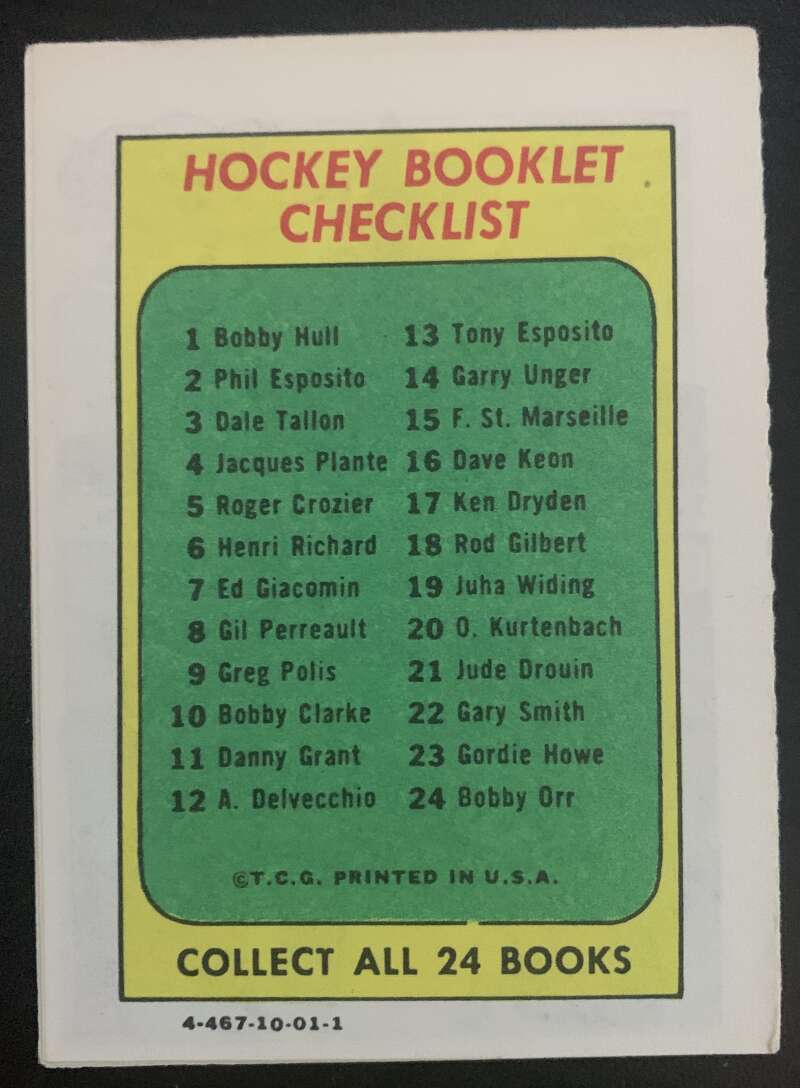 HOCKEY BOOKLET
CHECKLIST
1 Bobby Hull
2 Phil Esposito
3 Dale Tallon
4 Jacques Plante
5 Roger Crozier
6 Henri Richard
7 Ed Giacomin
8 Gil Perreault
9 Greg Polis
10 Bobby Clarke
11 Danny Grant
12 A. Delvecchio
13 Tony Esposito
14 Garry Unger
15 F. St. Marseille
16 Dave Keon
17 Ken Dryden
18 Rod Gilbert
19 Juha Widing
20 O. Kurtenbach
21 Jude Drouin
22 Gary Smith
23 Gordie Howe
24 Bobby Orr
©T.C.G. PRINTED IN U.S.A.
COLLECT ALL 24 BOOKS
4-467-10-01-1